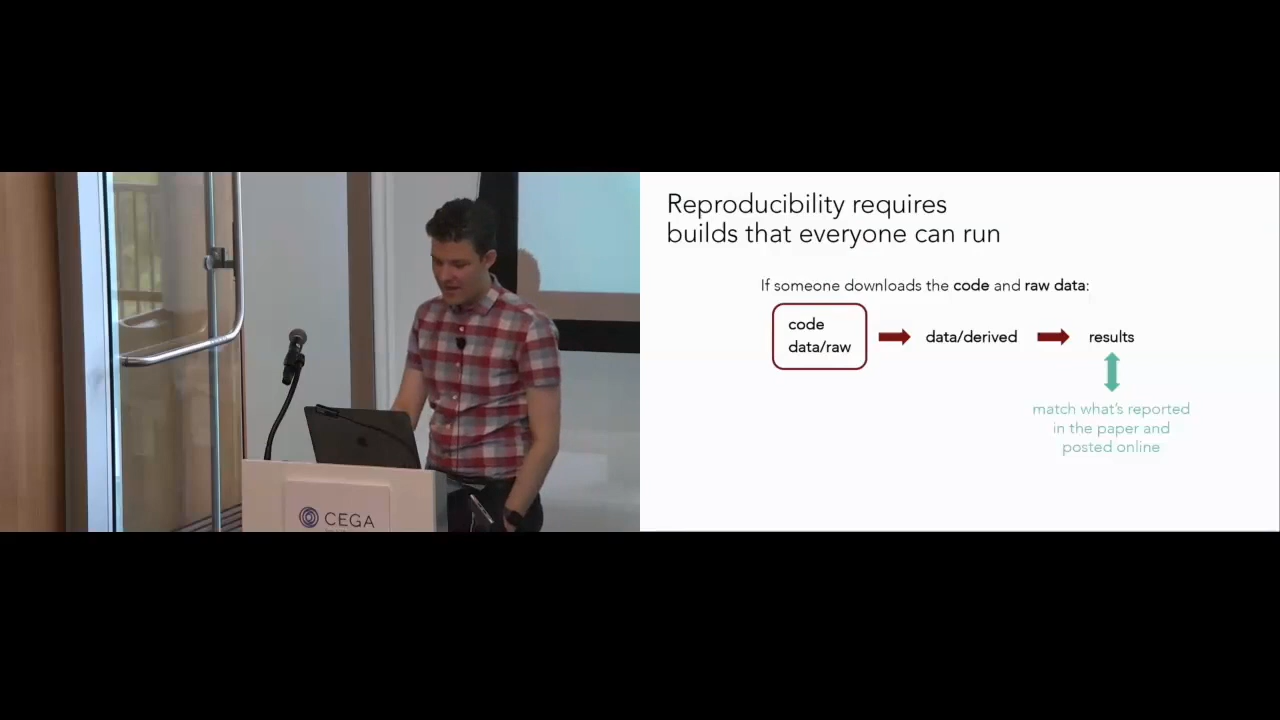 Reproducibility requires
builds that everyone can run
If someone downloads the code and raw data:
code
data/raw
data/derived
results
match what's reported
in the paper and
posted online
CEGA